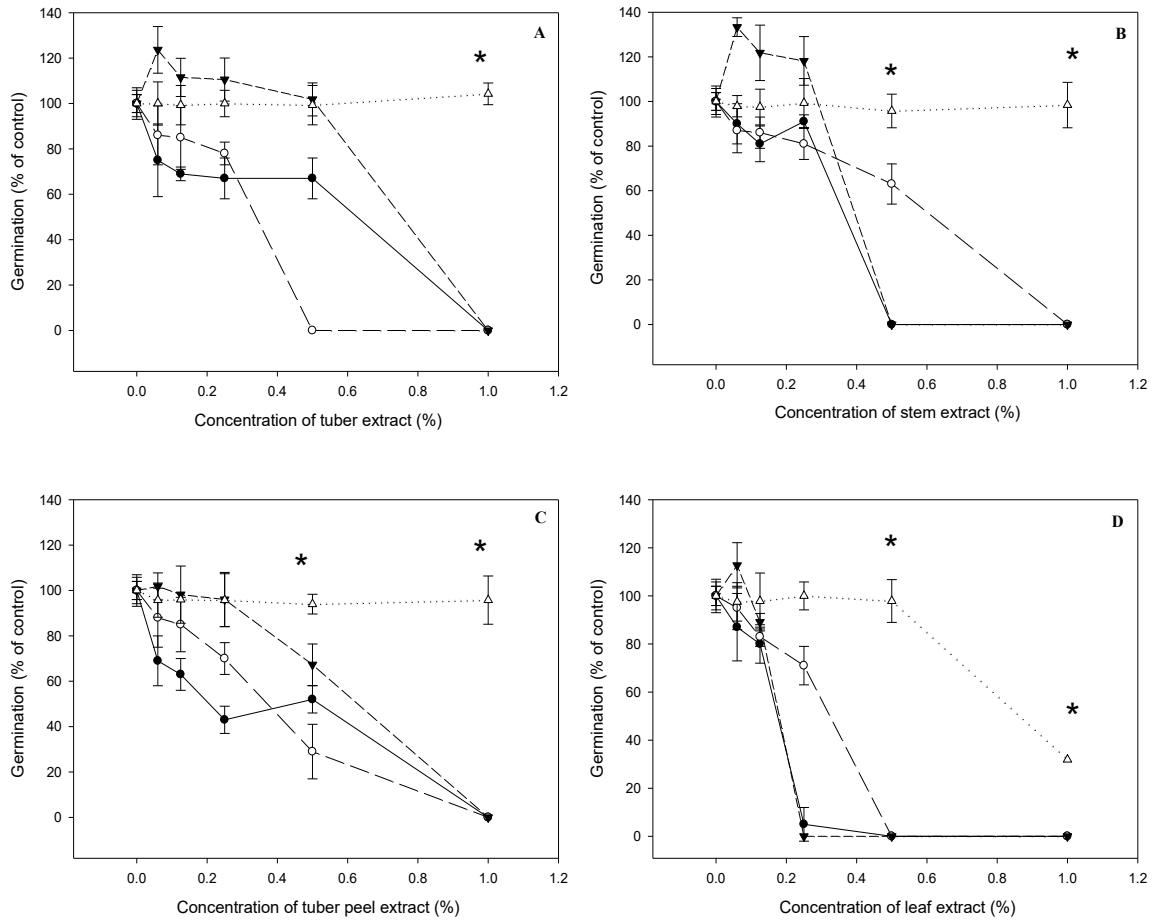 A
Germination (% of control)
140
120
100
80
60
40
20
0
*
0.0 0.2 0.4 0.6 0.8 1.0 1.2
Concentration of tuber extract (%)
B
Germination (% of control)
140
120
100
80
60
40
20
0
* *
0.0 0.2 0.4 0.6 0.8 1.0 1.2
Concentration of stem extract (%)
C
Germination (% of control)
140
120
100
80
60
40
20
0
* *
0.0 0.2 0.4 0.6 0.8 1.0 1.2
Concentration of tuber peel extract (%)
D
Germination (% of control)
140
120
100
80
60
40
20
0
*
*
0.0 0.2 0.4 0.6 0.8 1.0 1.2
Concentration of leaf extract (%)